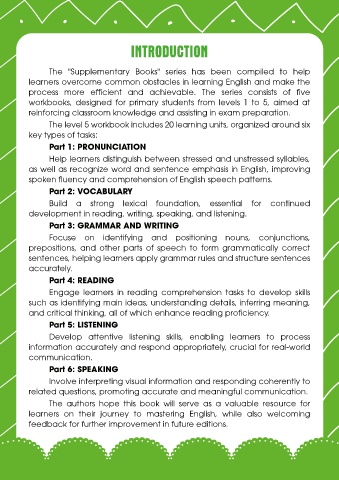 INTRODUCTION
The "Supplementary Books" series has been compiled to help
learners overcome common obstacles in learning English and make the
process more efficient and achievable. The series consists of five
workbooks, designed for primary students from levels 1 to 5, aimed at
reinforcing classroom knowledge and assisting in exam preparation.
The level 5 workbook includes 20 learning units, organized around six
key types of tasks:
Part 1: PRONUNCIATION
Help learners distinguish between stressed and unstressed syllables,
as well as recognize word and sentence emphasis in English, improving
spoken fluency and comprehension of English speech patterns.
Part 2: VOCABULARY
Build a strong lexical foundation, essential for continued
development in reading, writing, speaking, and listening.
Part 3: GRAMMAR AND WRITING
Focuse on identifying and positioning nouns, conjunctions,
prepositions, and other parts of speech to form grammatically correct
sentences, helping learners apply grammar rules and structure sentences
accurately.
Part 4: READING
Engage learners in reading comprehension tasks to develop skills
such as identifying main ideas, understanding details, inferring meaning,
and critical thinking, all of which enhance reading proficiency.
Part 5: LISTENING
Develop attentive listening skills, enabling learners to process
information accurately and respond appropriately, crucial for real-world
communication.
Part 6: SPEAKING
Involve interpreting visual information and responding coherently to
related questions, promoting accurate and meaningful communication.
The authors hope this book will serve as a valuable resource for
learners on their journey to mastering English, while also welcoming
feedback for further improvement in future editions.